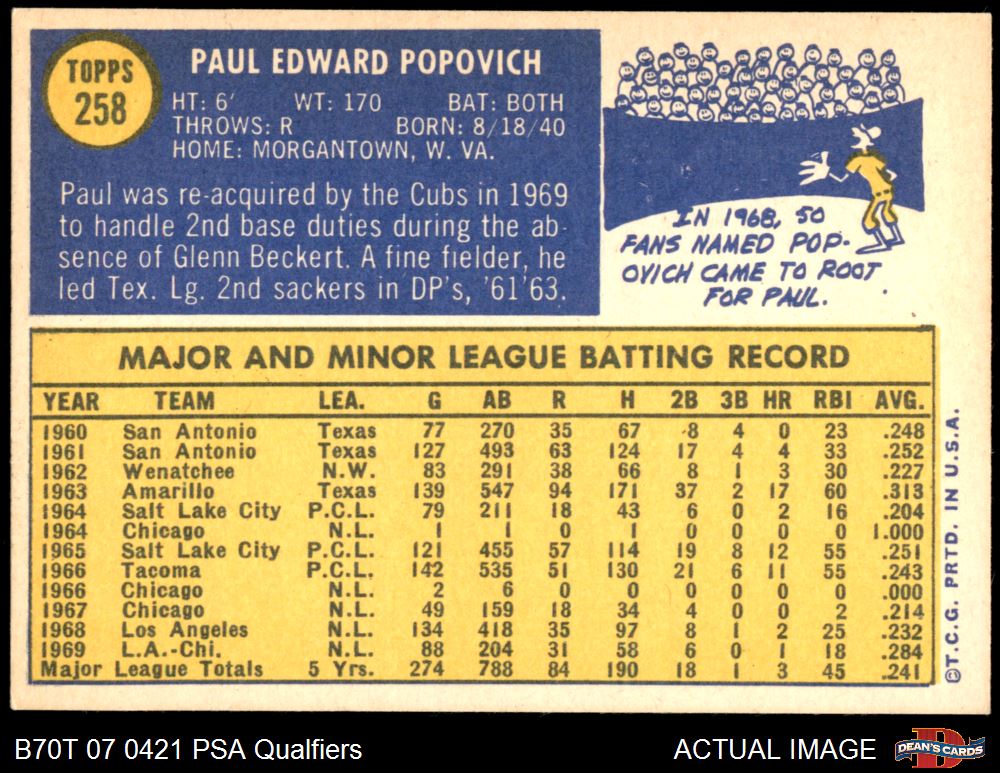 TOPPS
258
PAUL EDWARD POPOVICH
HT: 6' WT: 170 BAT: BOTH
THROWS: R BORN: 8/18/40
HOME: MORGANTOWN, W. VA.
Paul was re-acquired by the Cubs in 1969
to handle 2nd base duties during the ab-
sence of Glenn Beckert. A fine fielder, he
led Tex. Lg. 2nd sackers in DP's, '61'63.
IN 1968, 50
FANS NAMED POP-
OVICH CAME TO ROOT
FOR PAUL.
MAJOR AND MINOR LEAGUE BATTING RECORD
YEAR TEAM LEA. G AB R H 2B 3B HR RBI AVG.
1960 San Antonio Texas 77 270 35 67 8 4 0 23 .248
1961 San Antonio Texas 127 493 63 124 17 4 4 33 .252
1962 Wenatchee N.W. 83 291 38 66 8 1 3 30 .227
1963 Amarillo Texas 139 547 94 171 37 2 17 60 .313
1964 Salt Lake City P.C.L. 79 211 18 43 6 0 2 16 .204
1964 Chicago N.L. 1 1 0 1 0 0 0 0 1.000
1965 Salt Lake City P.C.L. 121 455 57 114 19 8 12 55 .251
1966 Tacoma P.C.L. 142 535 51 130 21 6 11 55 .243
1966 Chicago N.L. 2 6 0 0 0 0 0 0 .000
1967 Chicago N.L. 49 159 18 34 4 0 0 2 .214
1968 Los Angeles N.L. 134 418 35 97 8 1 2 25 .232
1969 L.A.-Chi. N.L. 88 204 31 58 6 0 1 18 .284
Major League Totals 5 Yrs. 274 788 84 190 18 1 3 45 .241
©T.C.G. PRTD. IN U.S.A.
B70T 07 0421 PSA Qualfiers
ACTUAL IMAGE
D
DEAN'S CARDS